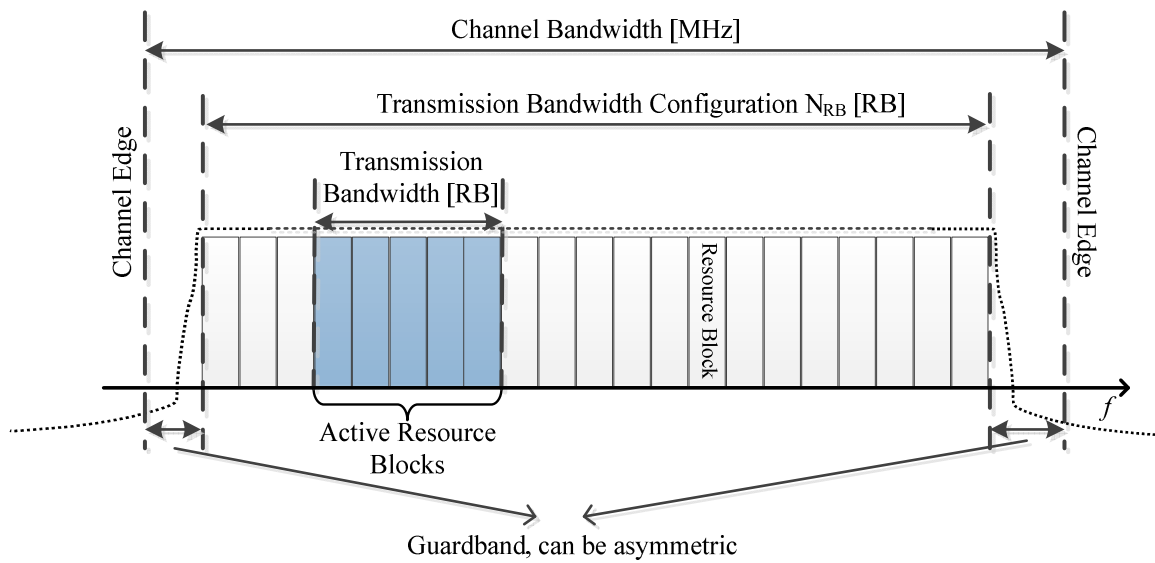 Channel Bandwidth [MHz]
Transmission Bandwidth Configuration NRB [RB]
Transmission
Bandwidth [RB]
Channel Edge
Channel Edge
Resource Block
f
Active Resource
Blocks
Guardband, can be asymmetric